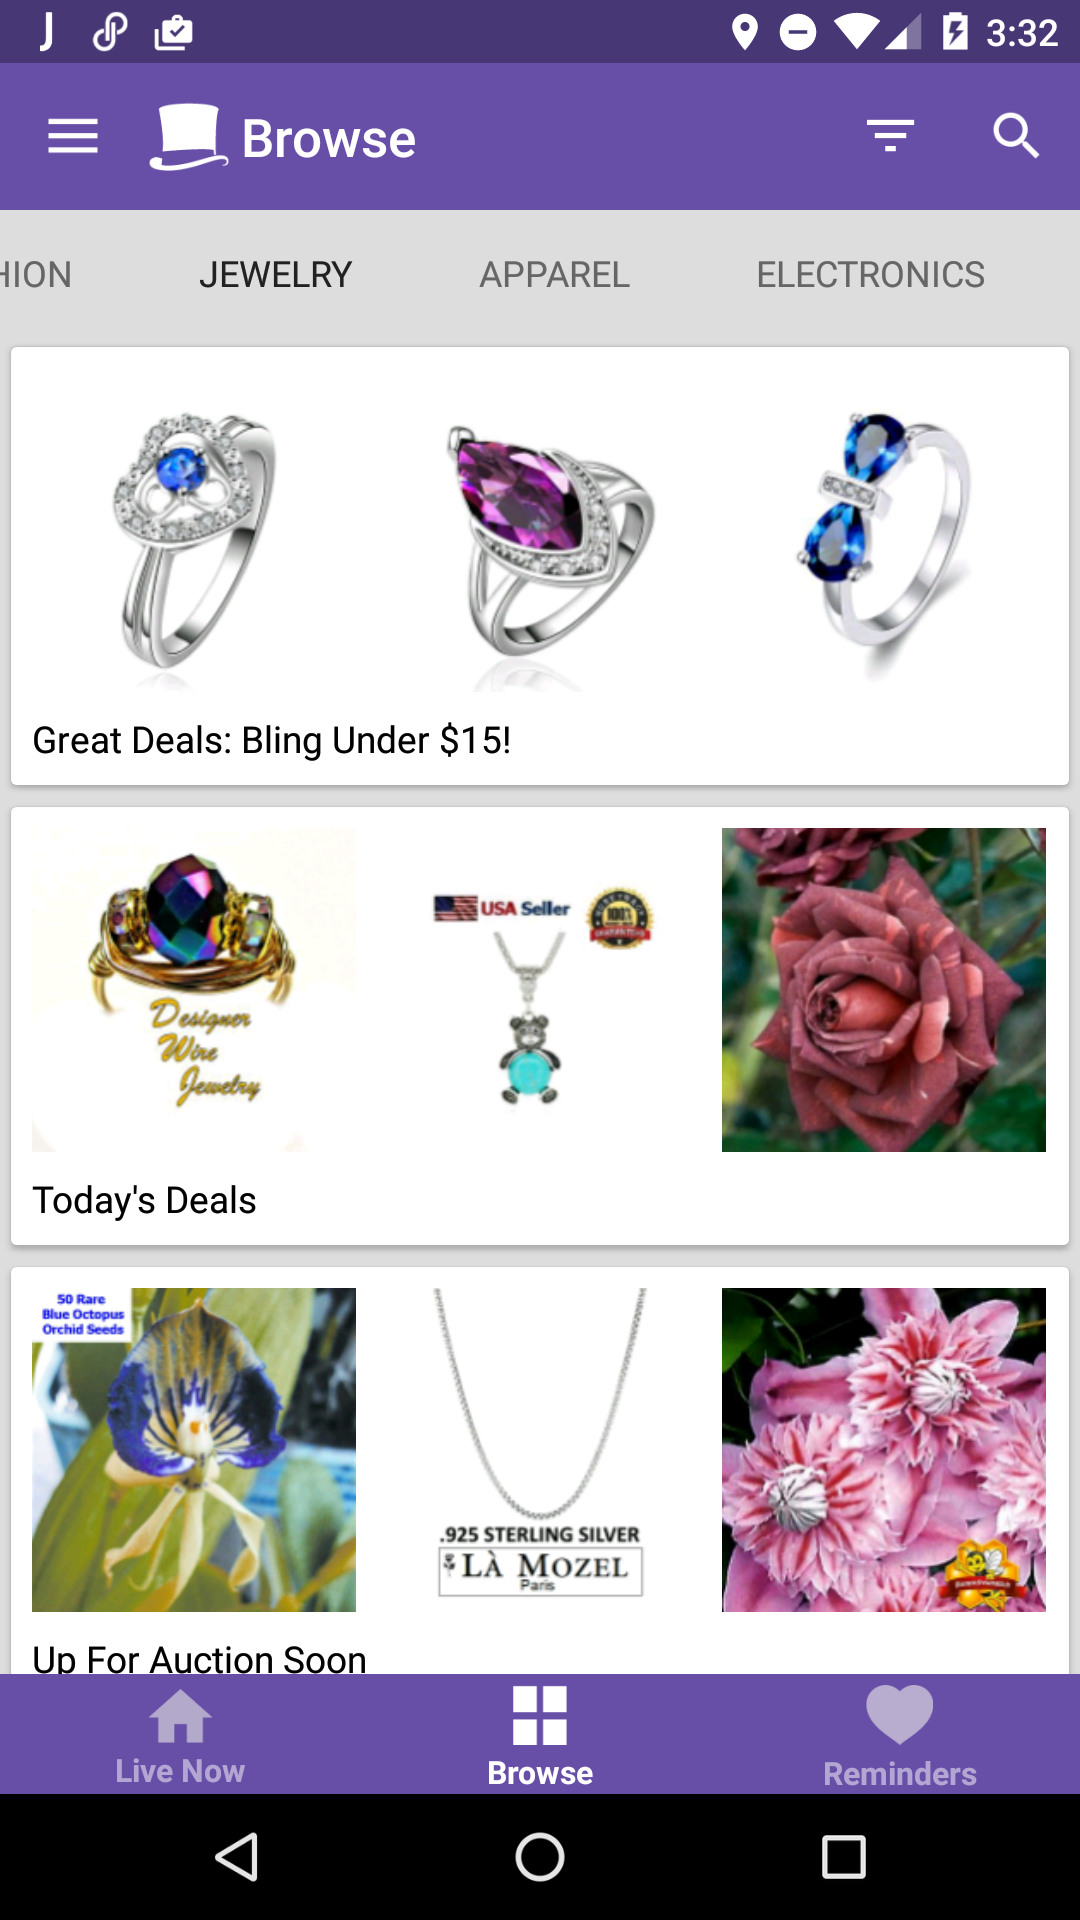 3:32
Browse
HION
JEWELRY
APPAREL
ELECTRONICS
Great Deals: Bling Under $15!
Designer
Wire
Jewelry
USA Seller
100%
Today's Deals
50 Rare
Blue Octopus
Orchid Seeds
.925 STERLING SILVER
LÀ MOZEL
Paris
Up For Auction Soon
Live Now
Browse
Reminders